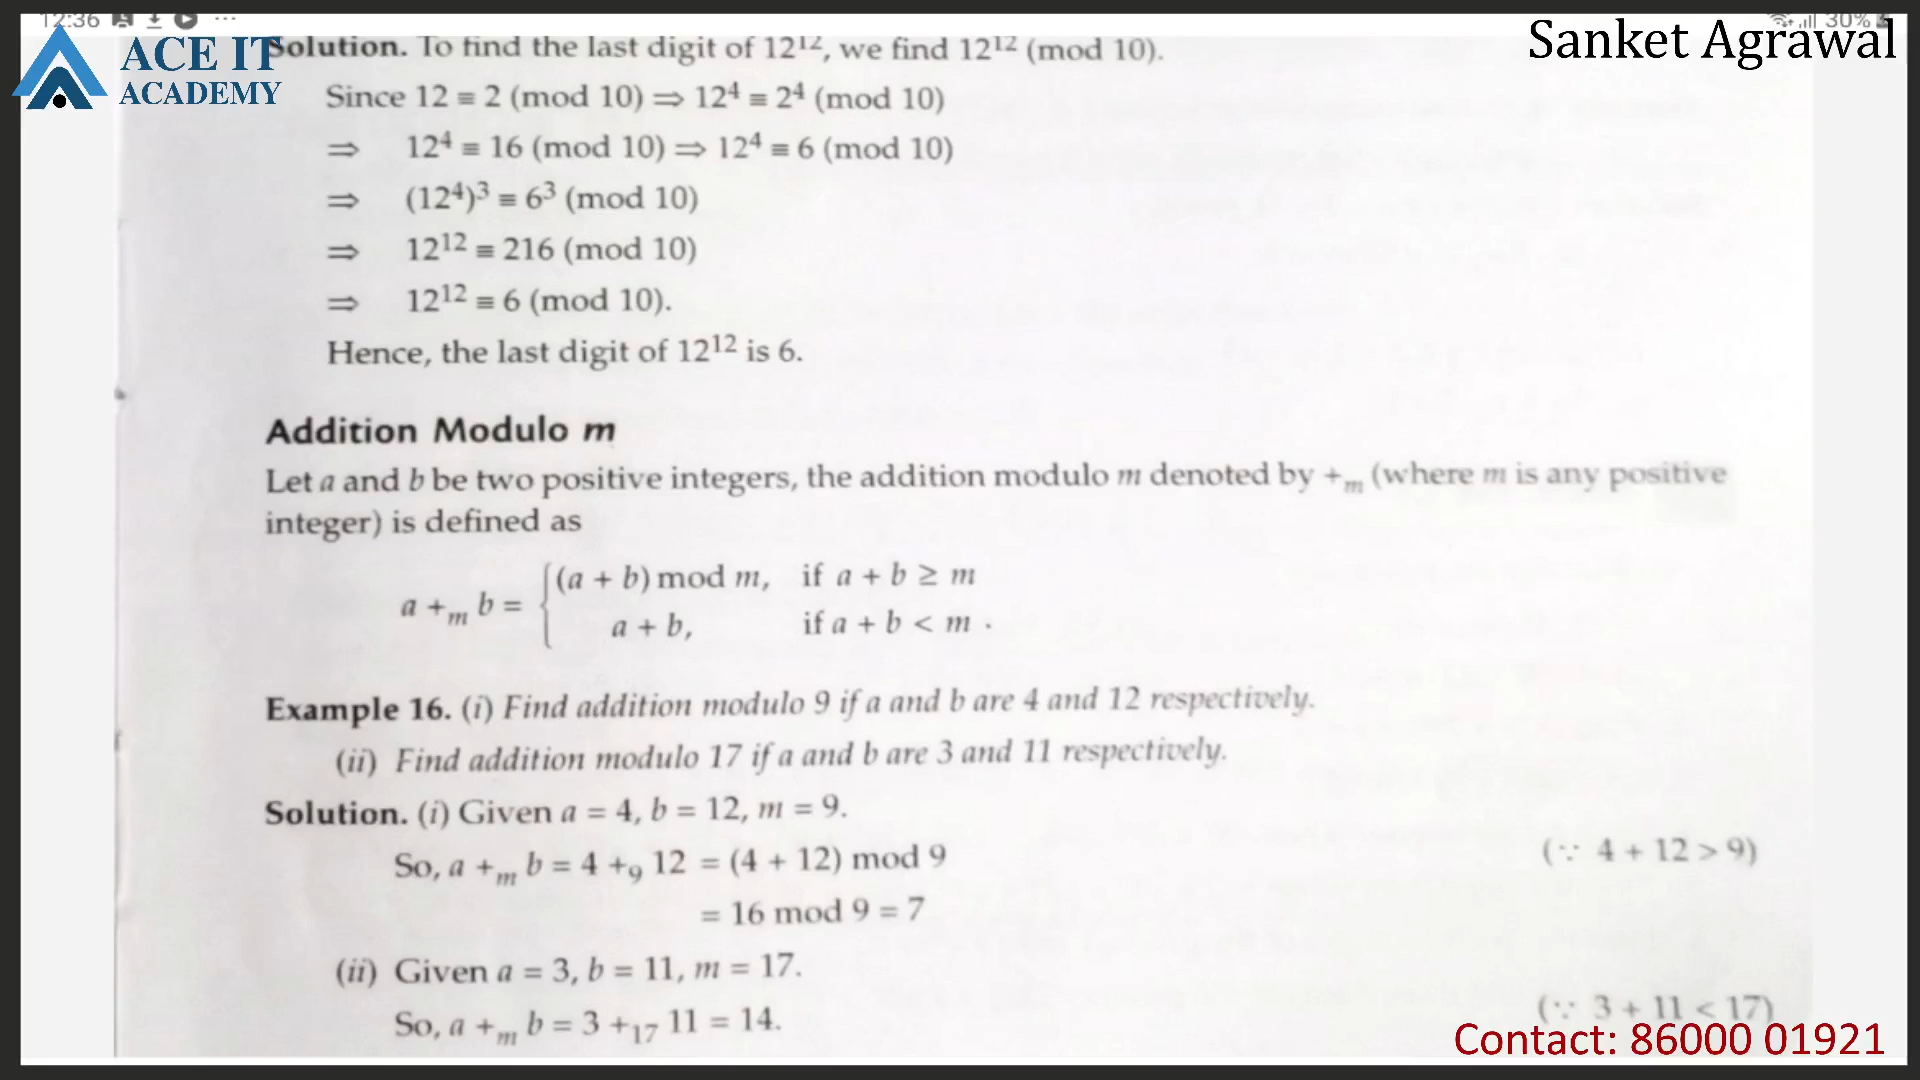 12:36 ... 30%
ACE IT
ACADEMY
Sanket Agrawal
Solution. To find the last digit of 12¹², we find 12¹² (mod 10).
Since 12 ≡ 2 (mod 10) ⇒ 12⁴ ≡ 2⁴ (mod 10)
⇒ 12⁴ ≡ 16 (mod 10) ⇒ 12⁴ ≡ 6 (mod 10)
⇒ (12⁴)³ ≡ 6³ (mod 10)
⇒ 12¹² ≡ 216 (mod 10)
⇒ 12¹² ≡ 6 (mod 10).
Hence, the last digit of 12¹² is 6.
Addition Modulo m
Let a and b be two positive integers, the addition modulo m denoted by +ₘ (where m is any positive
integer) is defined as
a +ₘ b = { (a + b) mod m, if a + b ≥ m
a + b, if a + b < m .
Example 16. (i) Find addition modulo 9 if a and b are 4 and 12 respectively.
(ii) Find addition modulo 17 if a and b are 3 and 11 respectively.
Solution. (i) Given a = 4, b = 12, m = 9.
So, a +ₘ b = 4 +₉ 12 = (4 + 12) mod 9 (∵ 4 + 12 > 9)
= 16 mod 9 = 7
(ii) Given a = 3, b = 11, m = 17.
So, a +ₘ b = 3 +₁₇ 11 = 14. (∵ 3 + 11 < 17)
Contact: 86000 01921